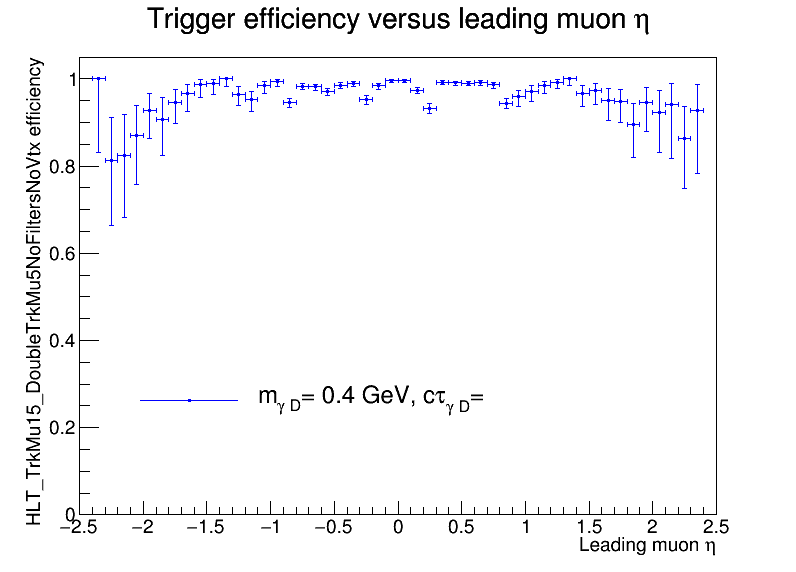 Trigger efficiency versus leading muon η
HLT_TrkMu15_DoubleTrkMu5NoFiltersNoVtx efficiency
1
0.8
0.6
0.4
0.2
0
m_γ D= 0.4 GeV, cτ_γ D=
−2.5 −2 −1.5 −1 −0.5 0 0.5 1 1.5 2 2.5
Leading muon η